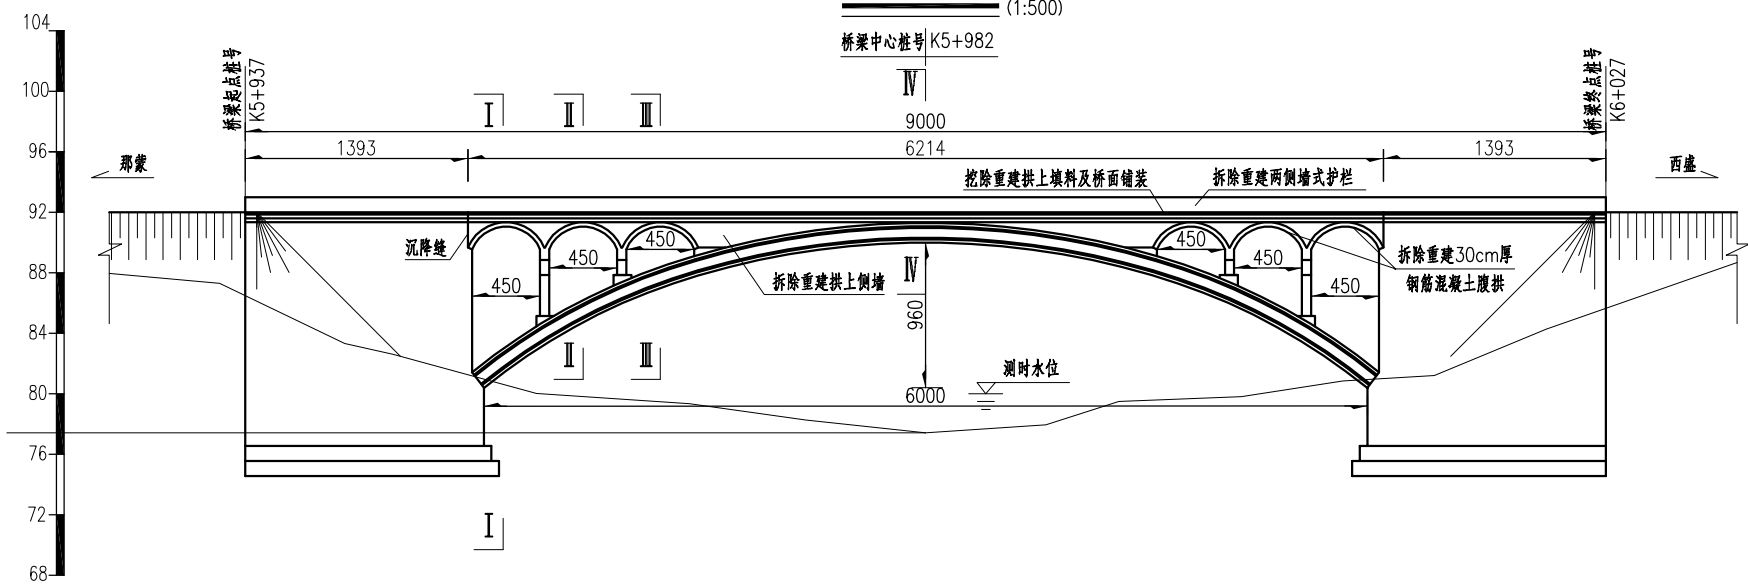 (1:500)
桥梁中心桩号 K5+982
桥梁起点桩号
K5+937
桥梁终点桩号
K6+027
104
100
96
92
88
84
80
76
72
68
Ⅰ
Ⅱ
Ⅲ
Ⅳ
9000
1393
6214
1393
那蒙
西盛
挖除重建拱上填料及桥面铺装
拆除重建两侧墙式护栏
沉降缝
450
450
450
拆除重建拱上侧墙
Ⅳ
960
450
450
450
拆除重建30cm厚
钢筋混凝土腹拱
Ⅱ
Ⅲ
测时水位
6000
Ⅰ